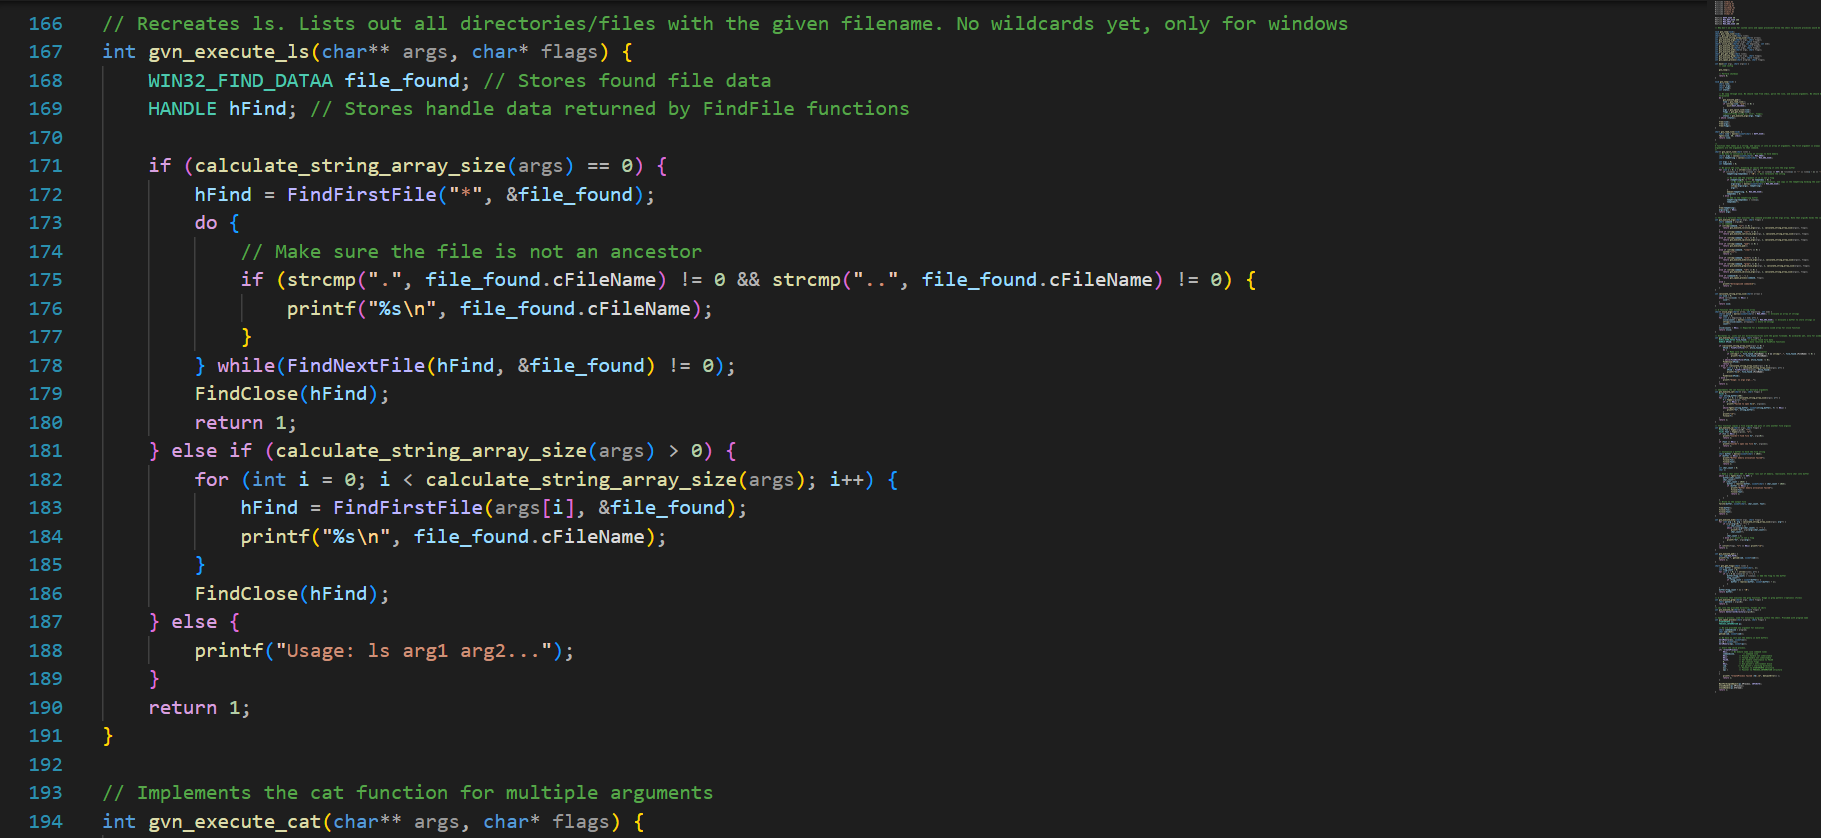 166 // Recreates ls. Lists out all directories/files with the given filename. No wildcards yet, only for windows
167 int gvn_execute_ls(char** args, char* flags) {
168     WIN32_FIND_DATAA file_found; // Stores found file data
169     HANDLE hFind; // Stores handle data returned by FindFile functions
170
171     if (calculate_string_array_size(args) == 0) {
172         hFind = FindFirstFile("*", &file_found);
173         do {
174             // Make sure the file is not an ancestor
175             if (strcmp(".", file_found.cFileName) != 0 && strcmp("..", file_found.cFileName) != 0) {
176                 printf("%s\n", file_found.cFileName);
177             }
178         } while(FindNextFile(hFind, &file_found) != 0);
179         FindClose(hFind);
180         return 1;
181     } else if (calculate_string_array_size(args) > 0) {
182         for (int i = 0; i < calculate_string_array_size(args); i++) {
183             hFind = FindFirstFile(args[i], &file_found);
184             printf("%s\n", file_found.cFileName);
185         }
186         FindClose(hFind);
187     } else {
188         printf("Usage: ls arg1 arg2...");
189     }
190     return 1;
191 }
192
193 // Implements the cat function for multiple arguments
194 int gvn_execute_cat(char** args, char* flags) {